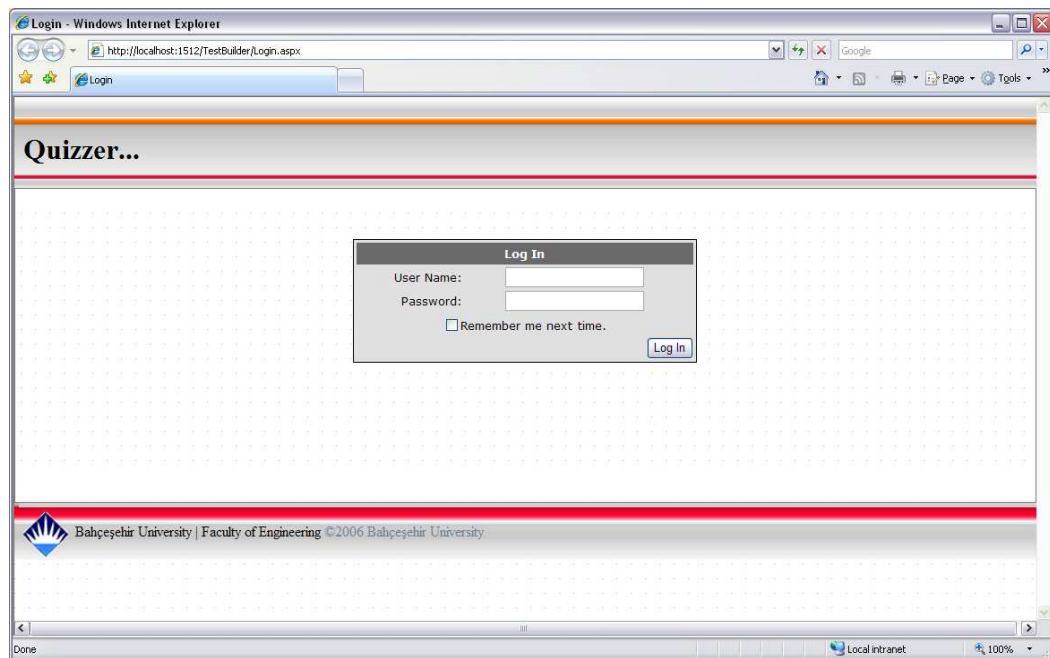 Login - Windows Internet Explorer
http://localhost:1512/TestBuilder/Login.aspx
Google
Login
Page
Tools
»
Quizzer...
Log In
User Name:
Password:
Remember me next time.
Log In
Bahçeşehir University | Faculty of Engineering ©2006 Bahçeşehir University
Done
Local intranet
100%